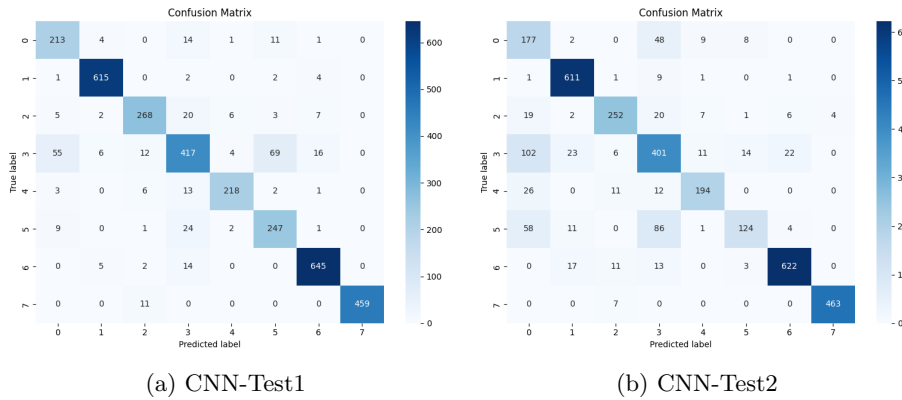 Confusion Matrix
True label
0 213 4 0 14 1 11 1 0
1 1 615 0 2 0 2 4 0
2 5 2 268 20 6 3 7 0
3 55 6 12 417 4 69 16 0
4 3 0 6 13 218 2 1 0
5 9 0 1 24 2 247 1 0
6 0 5 2 14 0 0 645 0
7 0 0 11 0 0 0 0 459
0 1 2 3 4 5 6 7
Predicted label
600
500
400
300
200
100
0
(a) CNN-Test1
Confusion Matrix
True label
0 177 2 0 48 9 8 0 0
1 1 611 1 9 1 0 1 0
2 19 2 252 20 7 1 6 4
3 102 23 6 401 11 14 22 0
4 26 0 11 12 194 0 0 0
5 58 11 0 86 1 124 4 0
6 0 17 11 13 0 3 622 0
7 0 0 7 0 0 0 0 463
0 1 2 3 4 5 6 7
Predicted label
0
(b) CNN-Test2